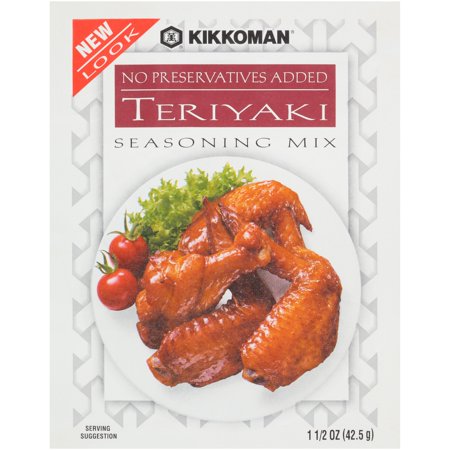 NEW
LOOK
KIKKOMAN®
NO PRESERVATIVES ADDED
TERIYAKI
SEASONING MIX
SERVING
SUGGESTION
1 1/2 OZ (42.5 g)